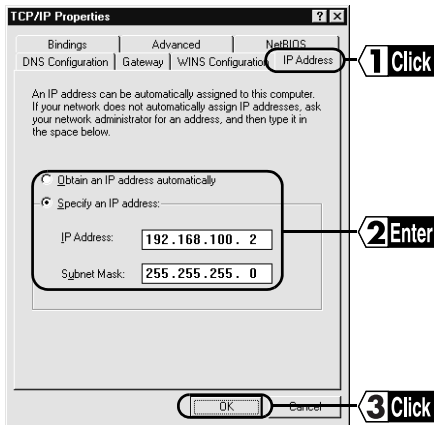 TCP/IP Properties
Bindings Advanced NetBIOS
DNS Configuration Gateway WINS Configuration IP Address
1 Click
An IP address can be automatically assigned to this computer.
If your network does not automatically assign IP addresses, ask
your network administrator for an address, and then type it in
the space below.
Obtain an IP address automatically
Specify an IP address:
IP Address: 192.168.100. 2
2 Enter
Subnet Mask: 255.255.255. 0
OK Cancel
3 Click